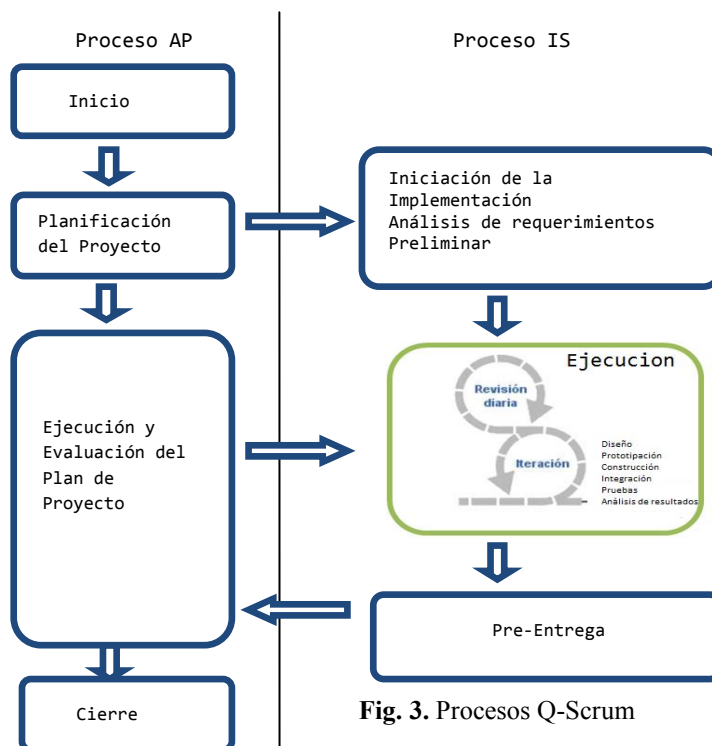 Proceso AP
Proceso IS
Inicio
Planificación
del Proyecto
Iniciación de la
Implementación
Análisis de requerimientos
Preliminar
Ejecución y
Evaluación del
Plan de
Proyecto
Ejecucion
Revisión
diaria
Iteración
Diseño
Prototipación
Construcción
Integración
Pruebas
Análisis de resultados
Pre-Entrega
Cierre
Fig. 3. Procesos Q-Scrum